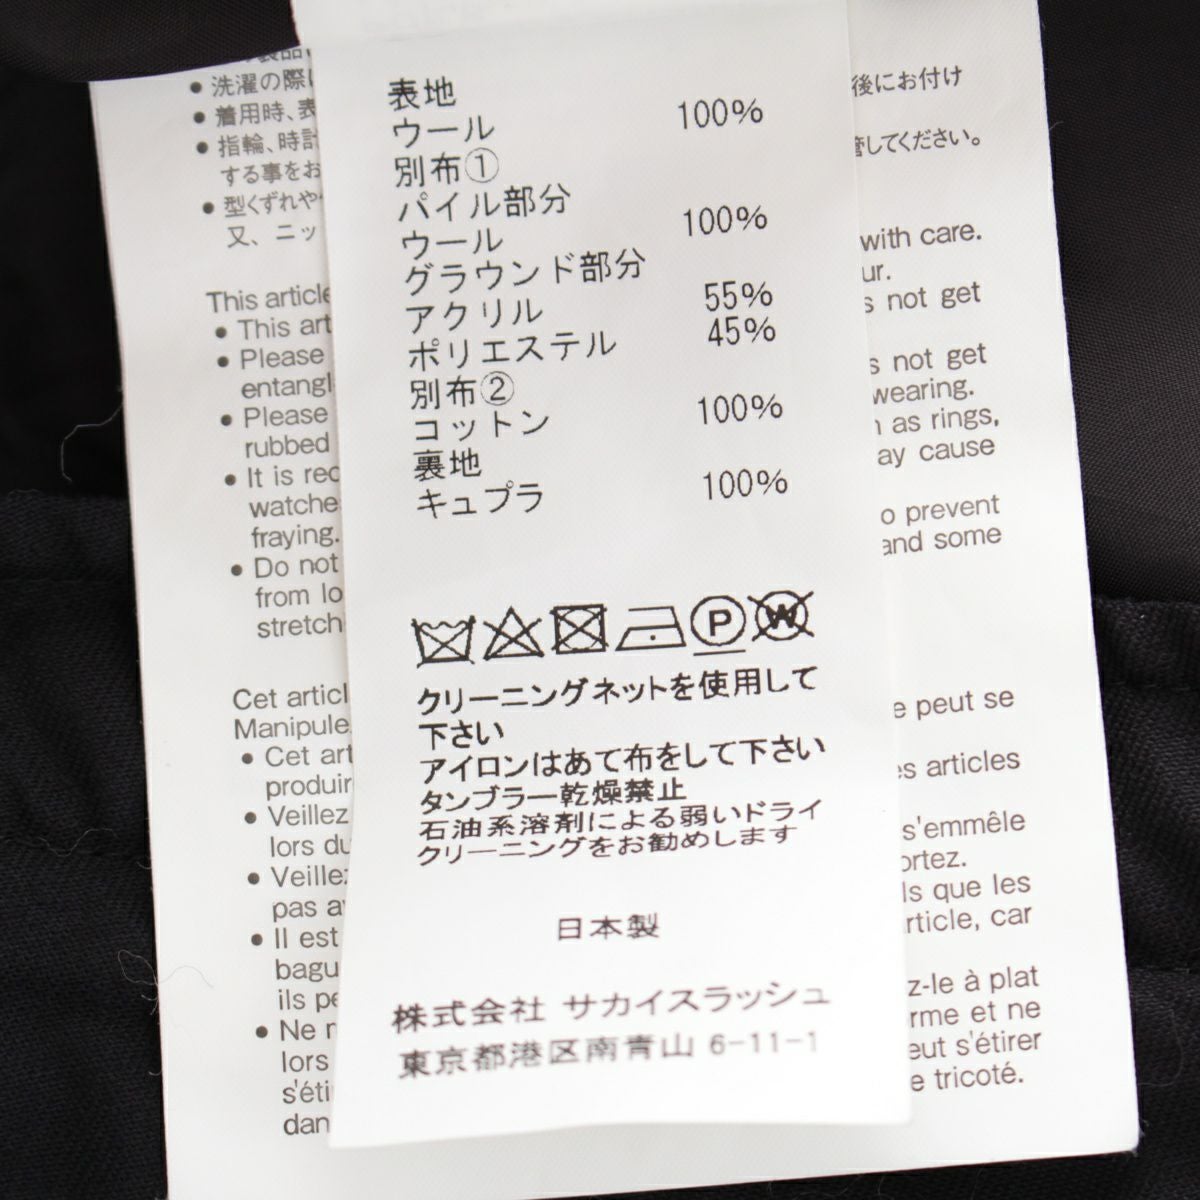 表地
ウール 100%
別布①
パイル部分
ウール 100%
グラウンド部分
アクリル 55%
ポリエステル 45%
別布②
コットン 100%
裏地
キュプラ 100%
P W
クリーニングネットを使用して
下さい
アイロンはあて布をして下さい
タンブラー乾燥禁止
石油系溶剤による弱いドライ
クリーニングをお勧めします
日本製
株式会社 サカイスラッシュ
東京都港区南青山 6-11-1
● 洗濯の際に
● 着用時、表
● 指輪、時計
する事をお
● 型くずれや
又、ニッ
This article
● This art
● Please
entangl
● Please
rubbed
● It is rec
watche
fraying.
● Do not
from lo
stretch
Cet articl
Manipule
● Cet art
produir
● Veillez
lors du
● Veillez
pas a
● Il est
bagu
ils pe
● Ne
lors
s'éti
dan
後にお付け
管してください。
with care.
ur.
s not get
s not get
wearing.
as rings,
ay cause
o prevent
and some
e peut se
es articles
s'emmêle
ortez.
ls que les
article, car
z-le à plat
rme et ne
eut s'étirer
e tricoté.